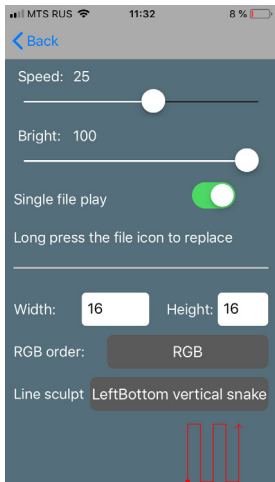 MTS RUS 11:32 8 %
Back
Speed: 25
Bright: 100
Single file play
Long press the file icon to replace
Width: 16 Height: 16
RGB order: RGB
Line sculpt LeftBottom vertical snake